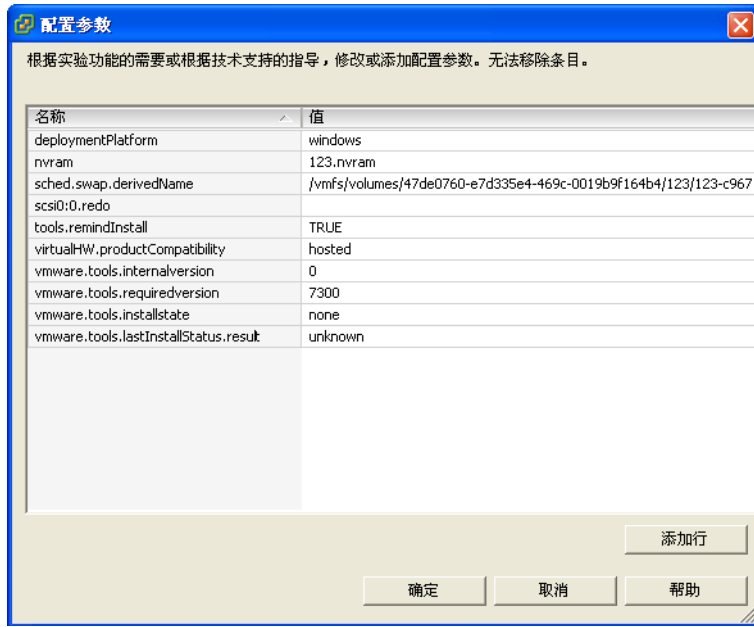 配置参数
根据实验功能的需要或根据技术支持的指导，修改或添加配置参数。无法移除条目。
名称 值
deploymentPlatform windows
nvram 123.nvram
sched.swap.derivedName /vmfs/volumes/47de0760-e7d335e4-469c-0019b9f164b4/123/123-c967
scsi0:0.redo
tools.remindInstall TRUE
virtualHW.productCompatibility hosted
vmware.tools.internalversion 0
vmware.tools.requiredversion 7300
vmware.tools.installstate none
vmware.tools.lastInstallStatus.result unknown
添加行
确定 取消 帮助